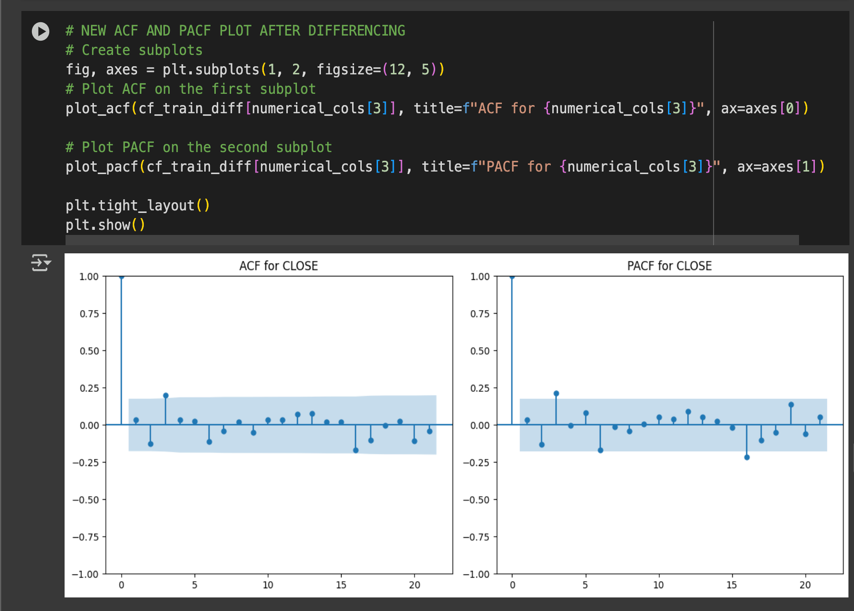 # NEW ACF AND PACF PLOT AFTER DIFFERENCING
# Create subplots
fig, axes = plt.subplots(1, 2, figsize=(12, 5))
# Plot ACF on the first subplot
plot_acf(cf_train_diff[numerical_cols[3]], title=f"ACF for {numerical_cols[3]}", ax=axes[0])
# Plot PACF on the second subplot
plot_pacf(cf_train_diff[numerical_cols[3]], title=f"PACF for {numerical_cols[3]}", ax=axes[1])
plt.tight_layout()
plt.show()
ACF for CLOSE
1.00
0.75
0.50
0.25
0.00
−0.25
−0.50
−0.75
−1.00
0 5 10 15 20
PACF for CLOSE
1.00
0.75
0.50
0.25
0.00
−0.25
−0.50
−0.75
−1.00
0 5 10 15 20